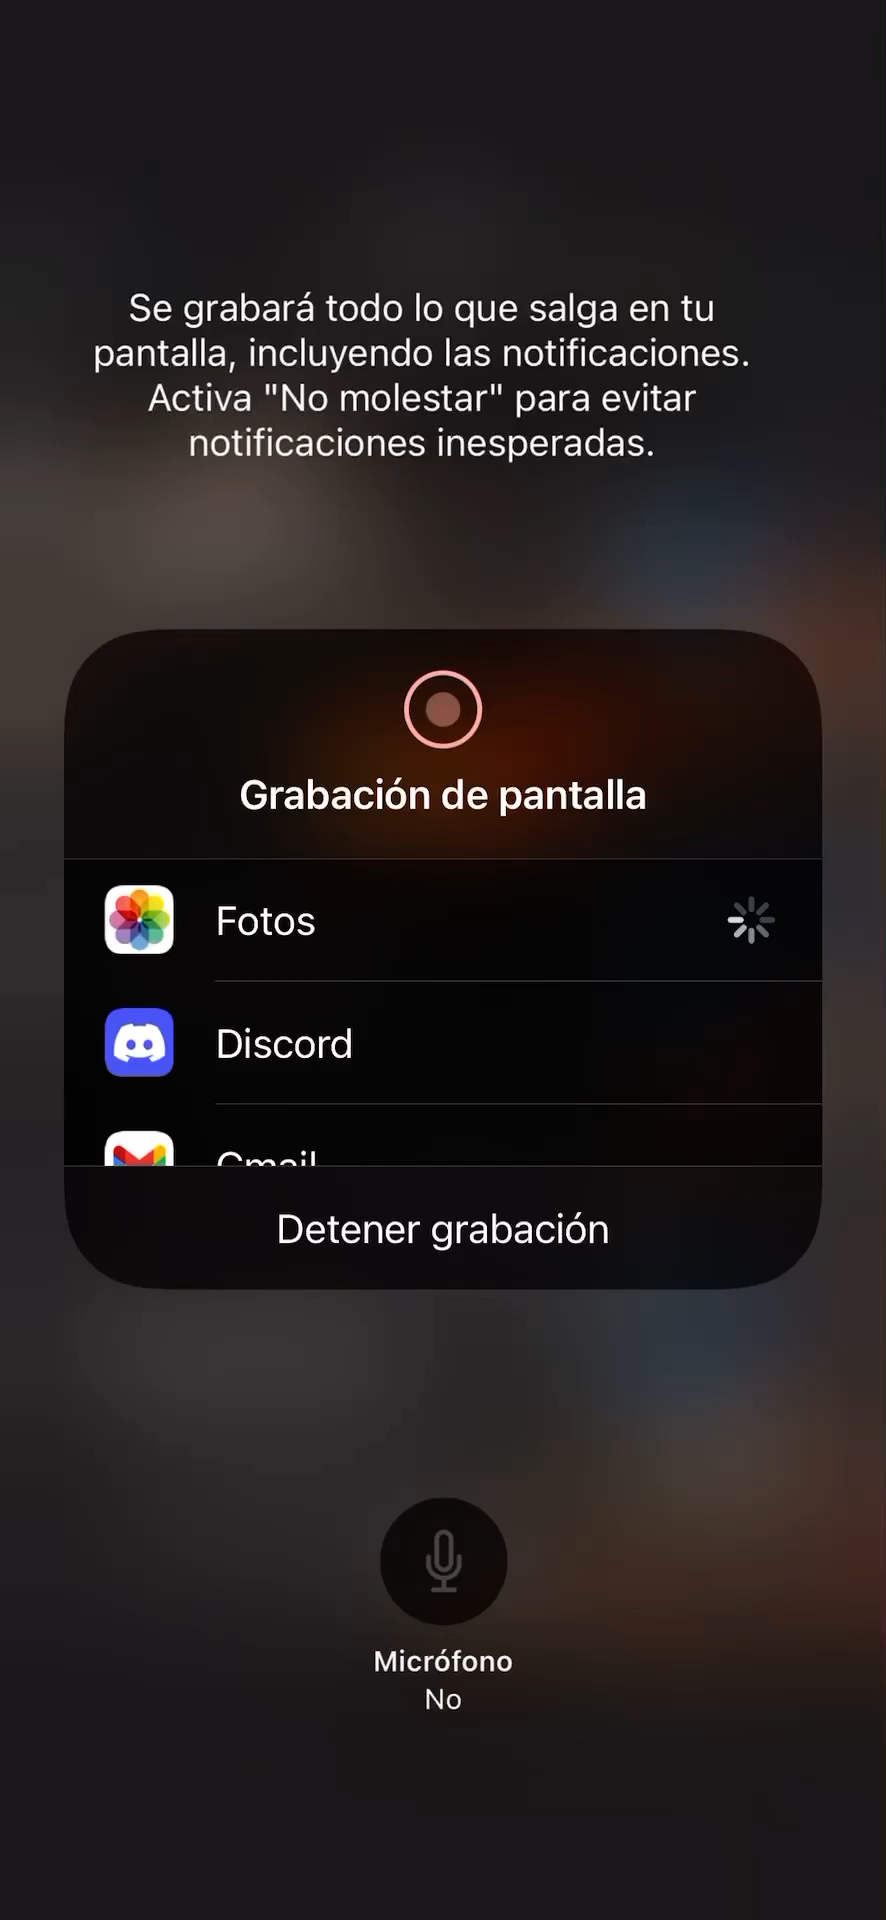 Se grabará todo lo que salga en tu
pantalla, incluyendo las notificaciones.
Activa "No molestar" para evitar
notificaciones inesperadas.
Grabación de pantalla
Fotos
Discord
Gmail
Detener grabación
Micrófono
No